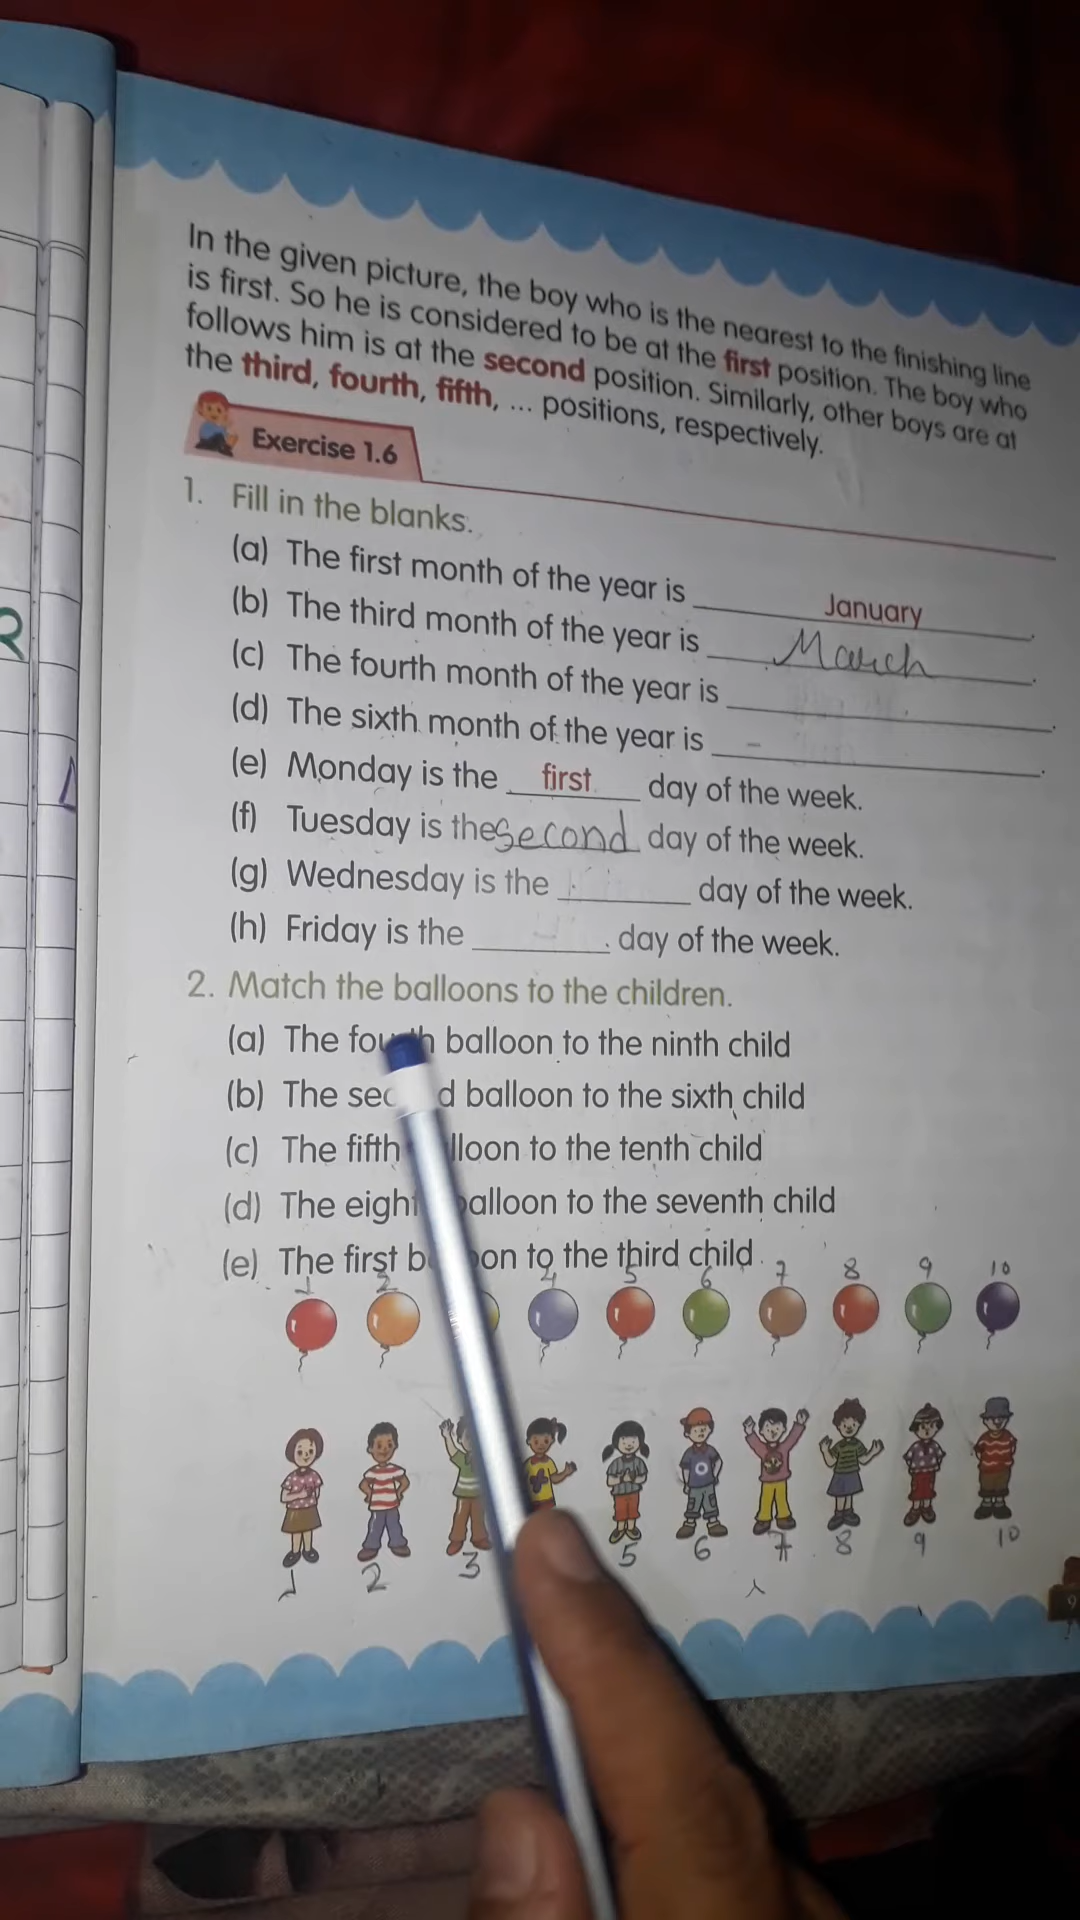 In the given picture, the boy who is the nearest to the finishing line
is first. So he is considered to be at the first position. The boy who
follows him is at the second position. Similarly, other boys are at
the third, fourth, fifth, ... positions, respectively.
Exercise 1.6
1. Fill in the blanks.
(a) The first month of the year is January.
(b) The third month of the year is March.
(c) The fourth month of the year is ________.
(d) The sixth month of the year is ________.
(e) Monday is the first day of the week.
(f) Tuesday is the second day of the week.
(g) Wednesday is the ________ day of the week.
(h) Friday is the ________ day of the week.
2. Match the balloons to the children.
(a) The balloon to the ninth child
(b) The balloon to the sixth child
(c) The fifth to the tenth child
(d) The balloon to the seventh child
(e) The first to the third child
1 2 4 5 6 7 8 9 10
1 2 3 5 6 7 8 9 10
9